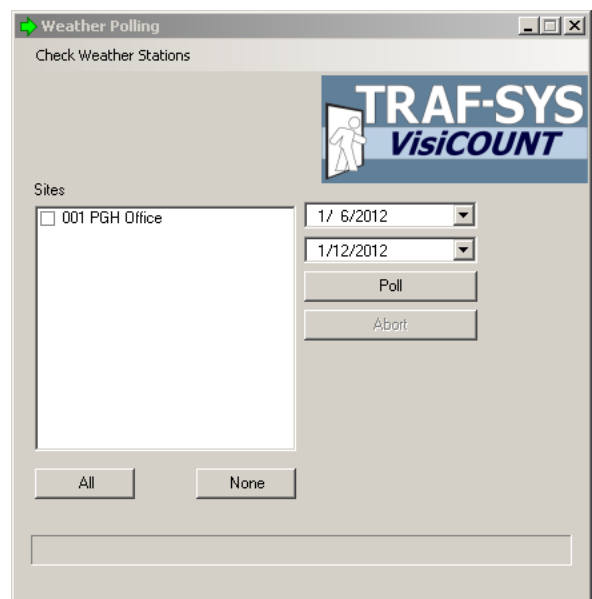 Weather Polling
Check Weather Stations
TRAF-SYS
VisiCOUNT
Sites
001 PGH Office
1/ 6/2012
1/12/2012
Poll
Abort
All
None